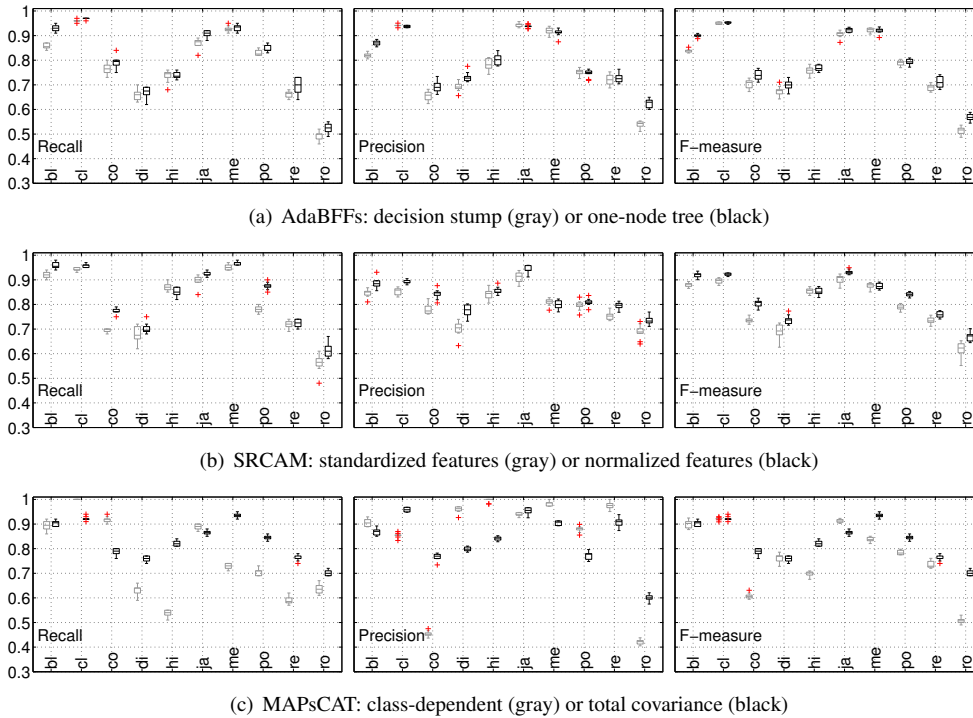 1
0.9
0.8
0.7
0.6
0.5
0.4
0.3
Recall
Precision
F−measure
bl
cl
co
di
hi
ja
me
po
re
ro
bl
cl
co
di
hi
ja
me
po
re
ro
bl
cl
co
di
hi
ja
me
po
re
ro
(a) AdaBFFs: decision stump (gray) or one-node tree (black)
1
0.9
0.8
0.7
0.6
0.5
0.4
0.3
Recall
Precision
F−measure
bl
cl
co
di
hi
ja
me
po
re
ro
bl
cl
co
di
hi
ja
me
po
re
ro
bl
cl
co
di
hi
ja
me
po
re
ro
(b) SRCAM: standardized features (gray) or normalized features (black)
1
0.9
0.8
0.7
0.6
0.5
0.4
0.3
Recall
Precision
F−measure
bl
cl
co
di
hi
ja
me
po
re
ro
bl
cl
co
di
hi
ja
me
po
re
ro
bl
cl
co
di
hi
ja
me
po
re
ro
(c) MAPsCAT: class-dependent (gray) or total covariance (black)